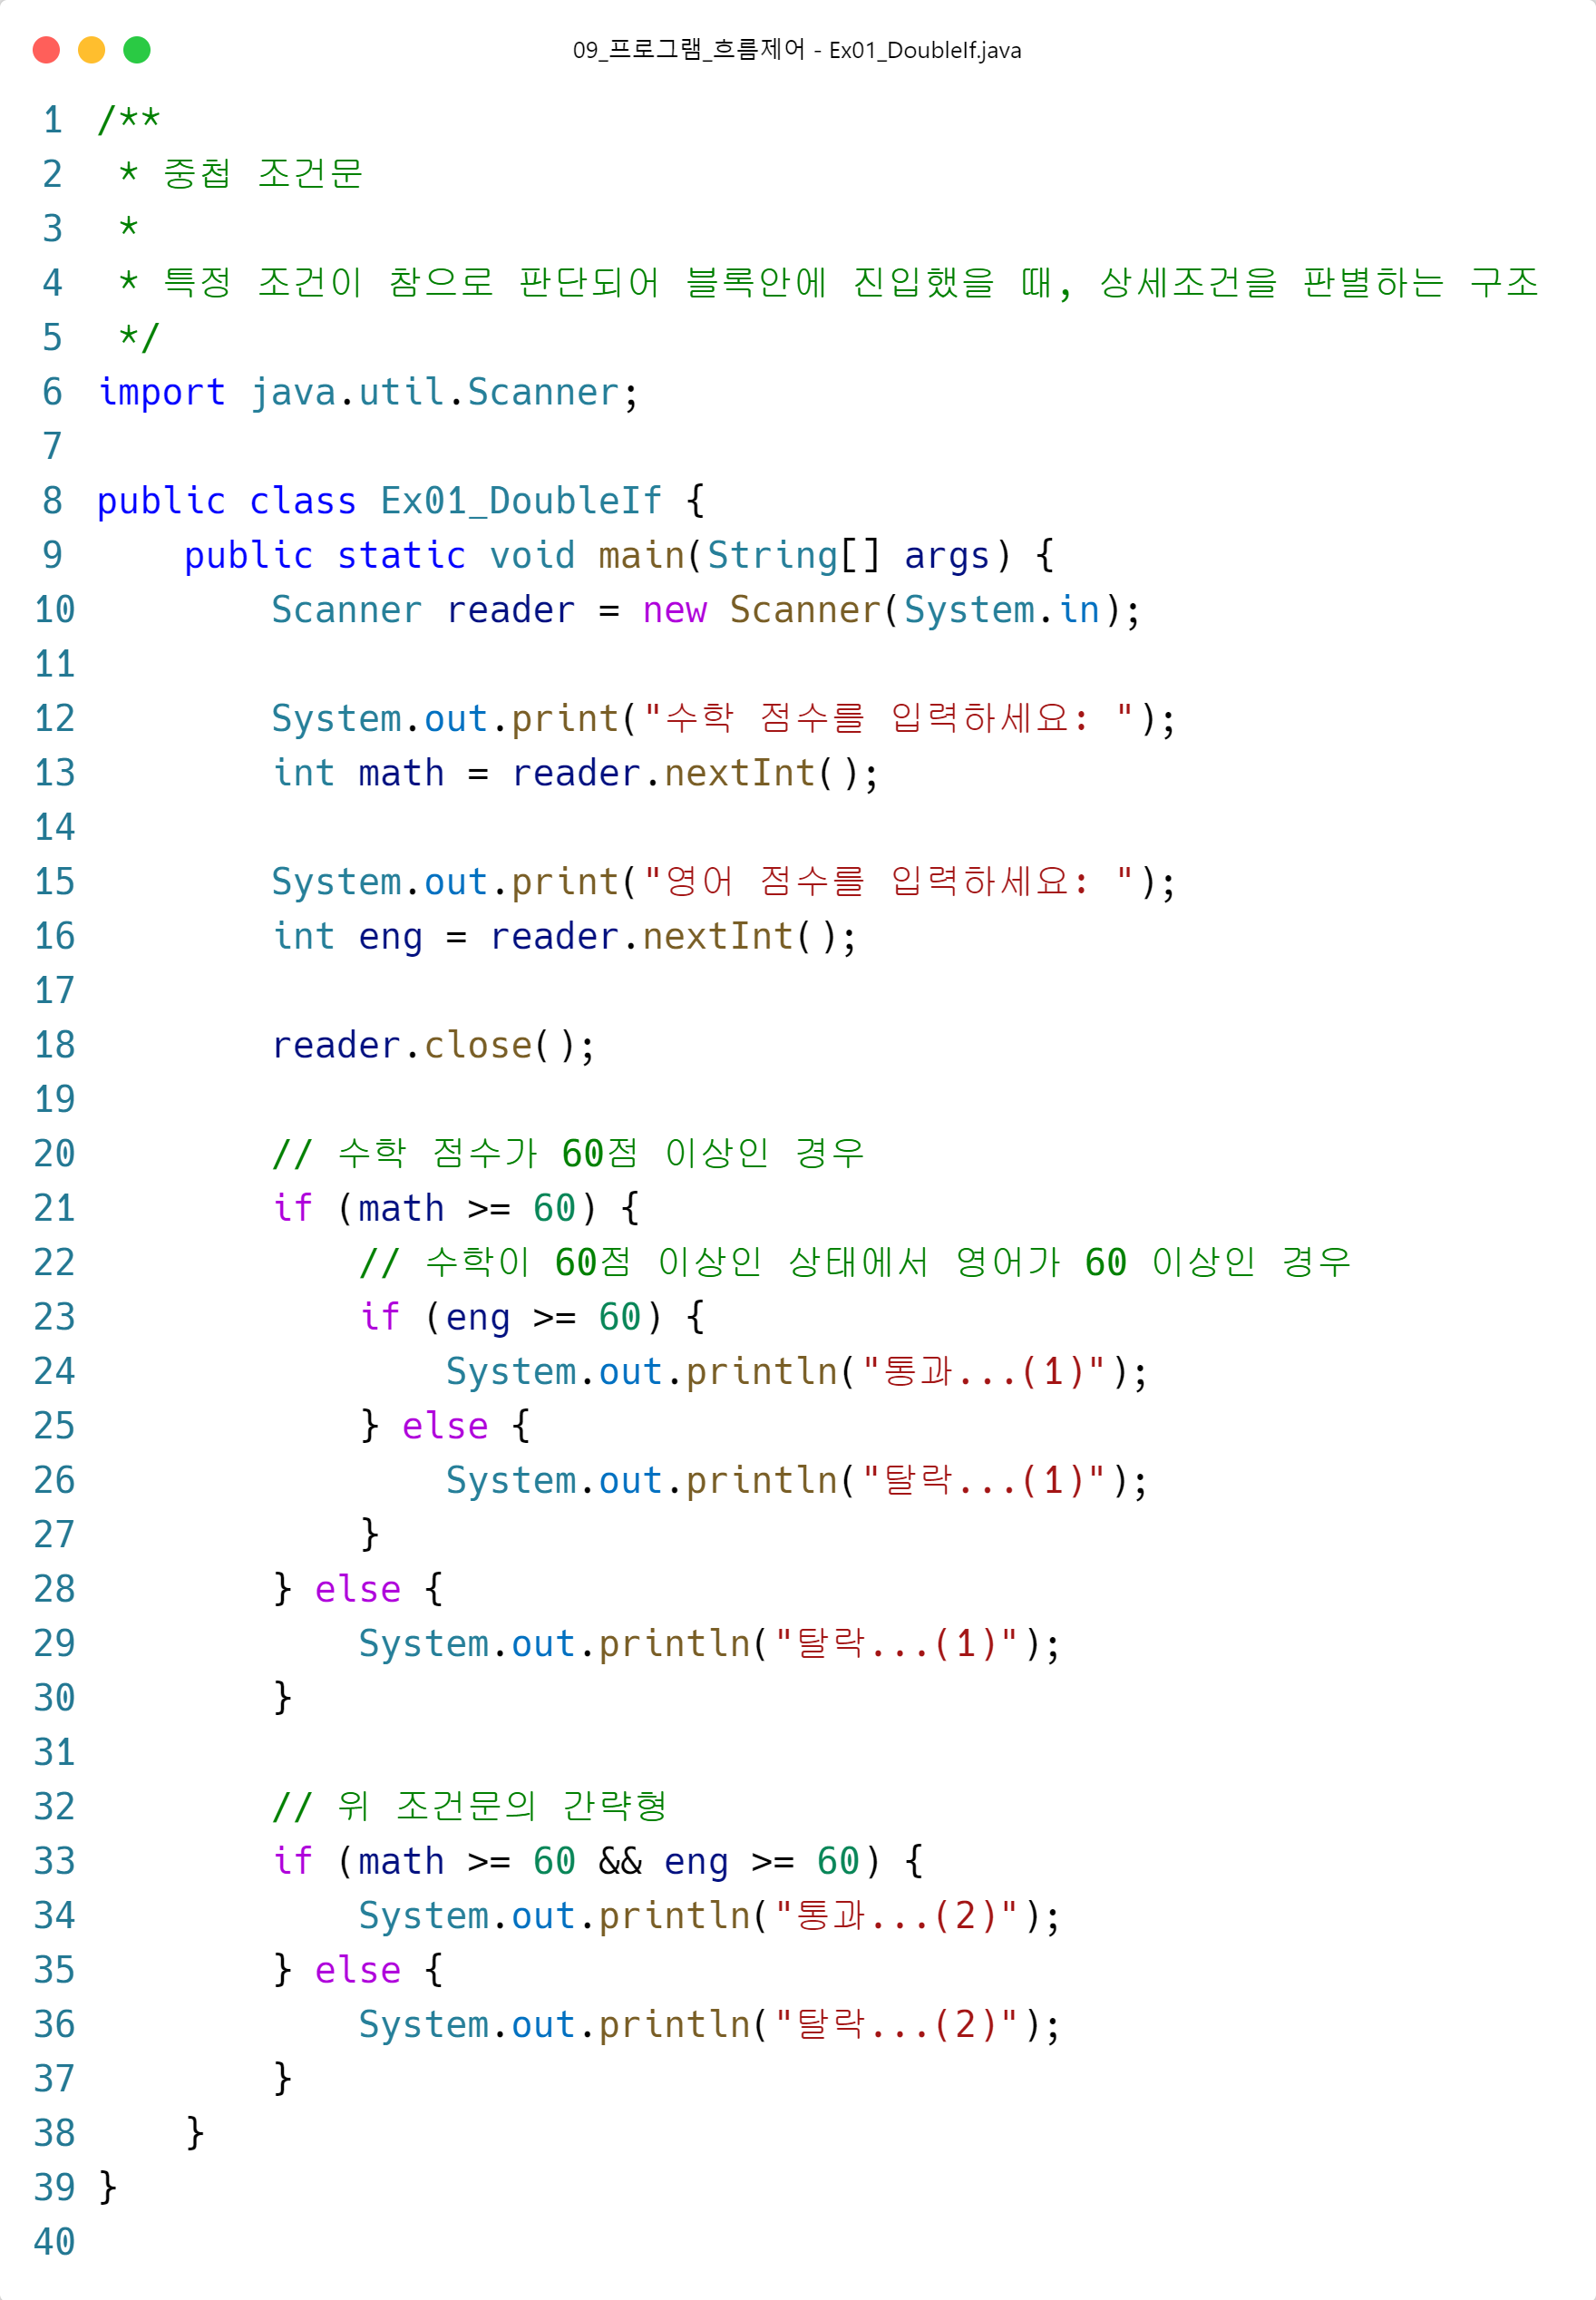 09_프로그램_흐름제어 - Ex01_DoubleIf.java
1 /**
2  * 중첩 조건문
3  *
4  * 특정 조건이 참으로 판단되어 블록안에 진입했을 때, 상세조건을 판별하는 구조
5  */
6 import java.util.Scanner;
7
8 public class Ex01_DoubleIf {
9     public static void main(String[] args) {
10         Scanner reader = new Scanner(System.in);
11
12         System.out.print("수학 점수를 입력하세요: ");
13         int math = reader.nextInt();
14
15         System.out.print("영어 점수를 입력하세요: ");
16         int eng = reader.nextInt();
17
18         reader.close();
19
20         // 수학 점수가 60점 이상인 경우
21         if (math >= 60) {
22             // 수학이 60점 이상인 상태에서 영어가 60 이상인 경우
23             if (eng >= 60) {
24                 System.out.println("통과...(1)");
25             } else {
26                 System.out.println("탈락...(1)");
27             }
28         } else {
29             System.out.println("탈락...(1)");
30         }
31
32         // 위 조건문의 간략형
33         if (math >= 60 && eng >= 60) {
34             System.out.println("통과...(2)");
35         } else {
36             System.out.println("탈락...(2)");
37         }
38     }
39 }
40